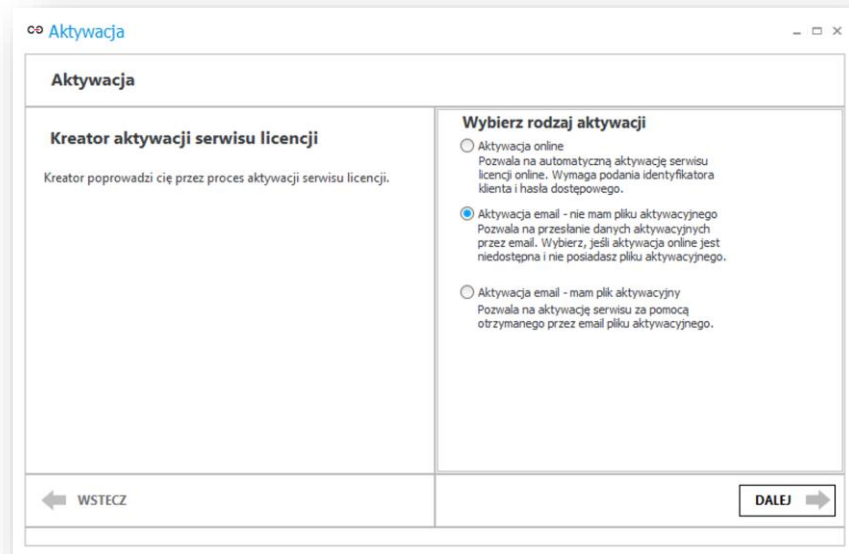 Aktywacja
Aktywacja
Kreator aktywacji serwisu licencji
Kreator poprowadzi cię przez proces aktywacji serwisu licencji.
Wybierz rodzaj aktywacji
Aktywacja online
Pozwala na automatyczną aktywację serwisu
licencji online. Wymaga podania identyfikatora
klienta i hasła dostępowego.
Aktywacja email - nie mam pliku aktywacyjnego
Pozwala na przesłanie danych aktywacyjnych
przez email. Wybierz, jeśli aktywacja online jest
niedostępna i nie posiadasz pliku aktywacyjnego.
Aktywacja email - mam plik aktywacyjny
Pozwala na aktywację serwisu za pomocą
otrzymanego przez email pliku aktywacyjnego.
WSTECZ
DALEJ